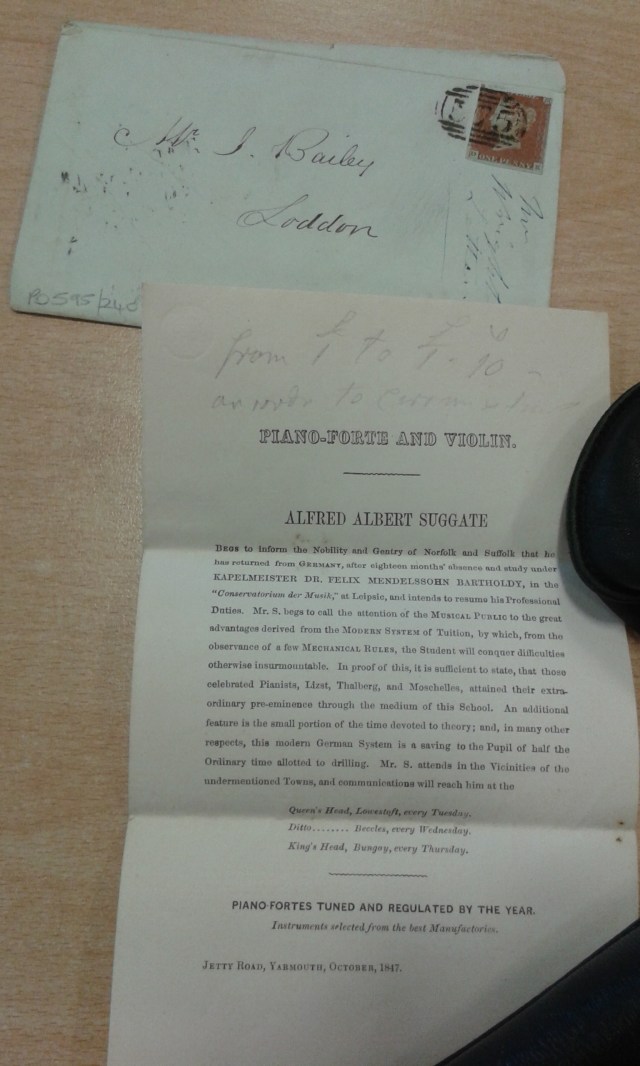 Mr. J. Bailey
Loddon
ONE PENNY
PD 595/240
from £1 to £1.10
PIANO-FORTE AND VIOLIN.
ALFRED ALBERT SUGGATE
BEGS to inform the Nobility and Gentry of Norfolk and Suffolk that he
has returned from GERMANY, after eighteen months' absence and study under
KAPELMEISTER DR. FELIX MENDELSSOHN BARTHOLDY, in the
"Conservatorium der Musik," at Leipsic, and intends to resume his Professional
Duties. Mr. S. begs to call the attention of the MUSICAL PUBLIC to the great
advantages derived from the MODERN SYSTEM of Tuition, by which, from the
observance of a few MECHANICAL RULES, the Student will conquer difficulties
otherwise insurmountable. In proof of this, it is sufficient to state, that those
celebrated Pianists, Lizst, Thalberg, and Moschelles, attained their extra-
ordinary pre-eminence through the medium of this School. An additional
feature is the small portion of the time devoted to theory; and, in many other
respects, this modern German System is a saving to the Pupil of half the
Ordinary time allotted to drilling. Mr. S. attends in the Vicinities of the
undermentioned Towns, and communications will reach him at the
Queen's Head, Lowestoft, every Tuesday.
Ditto........ Beccles, every Wednesday.
King's Head, Bungay, every Thursday.
PIANO-FORTES TUNED AND REGULATED BY THE YEAR.
Instruments selected from the best Manufactories.
JETTY ROAD, YARMOUTH, OCTOBER, 1847.